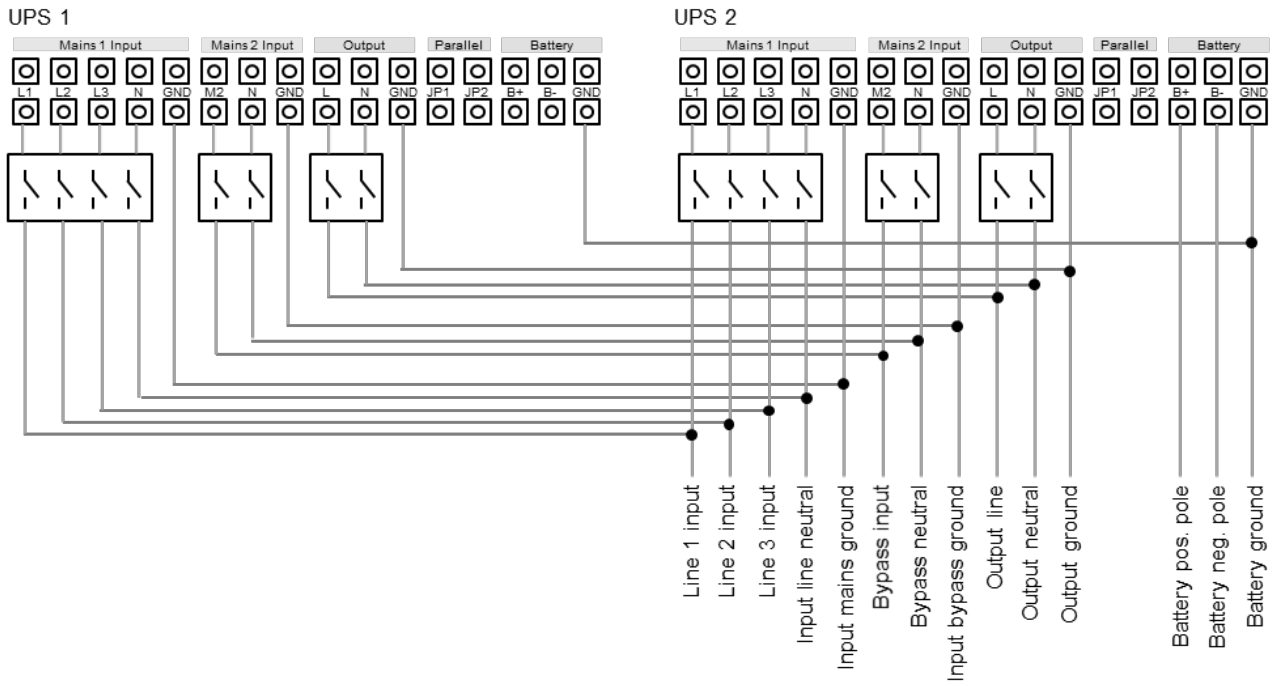 UPS 1 UPS 2
Mains 1 Input Mains 2 Input Output Parallel Battery Mains 1 Input Mains 2 Input Output Parallel Battery
L1 L2 L3 N GND M2 N GND L N GND JP1 JP2 B+ B- GND L1 L2 L3 N GND M2 N GND L N GND JP1 JP2 B+ B- GND
Line 1 input
Line 2 input
Line 3 input
Input line neutral
Input mains ground
Bypass input
Bypass neutral
Input bypass ground
Output line
Output neutral
Output ground
Battery pos. pole
Battery neg. pole
Battery ground